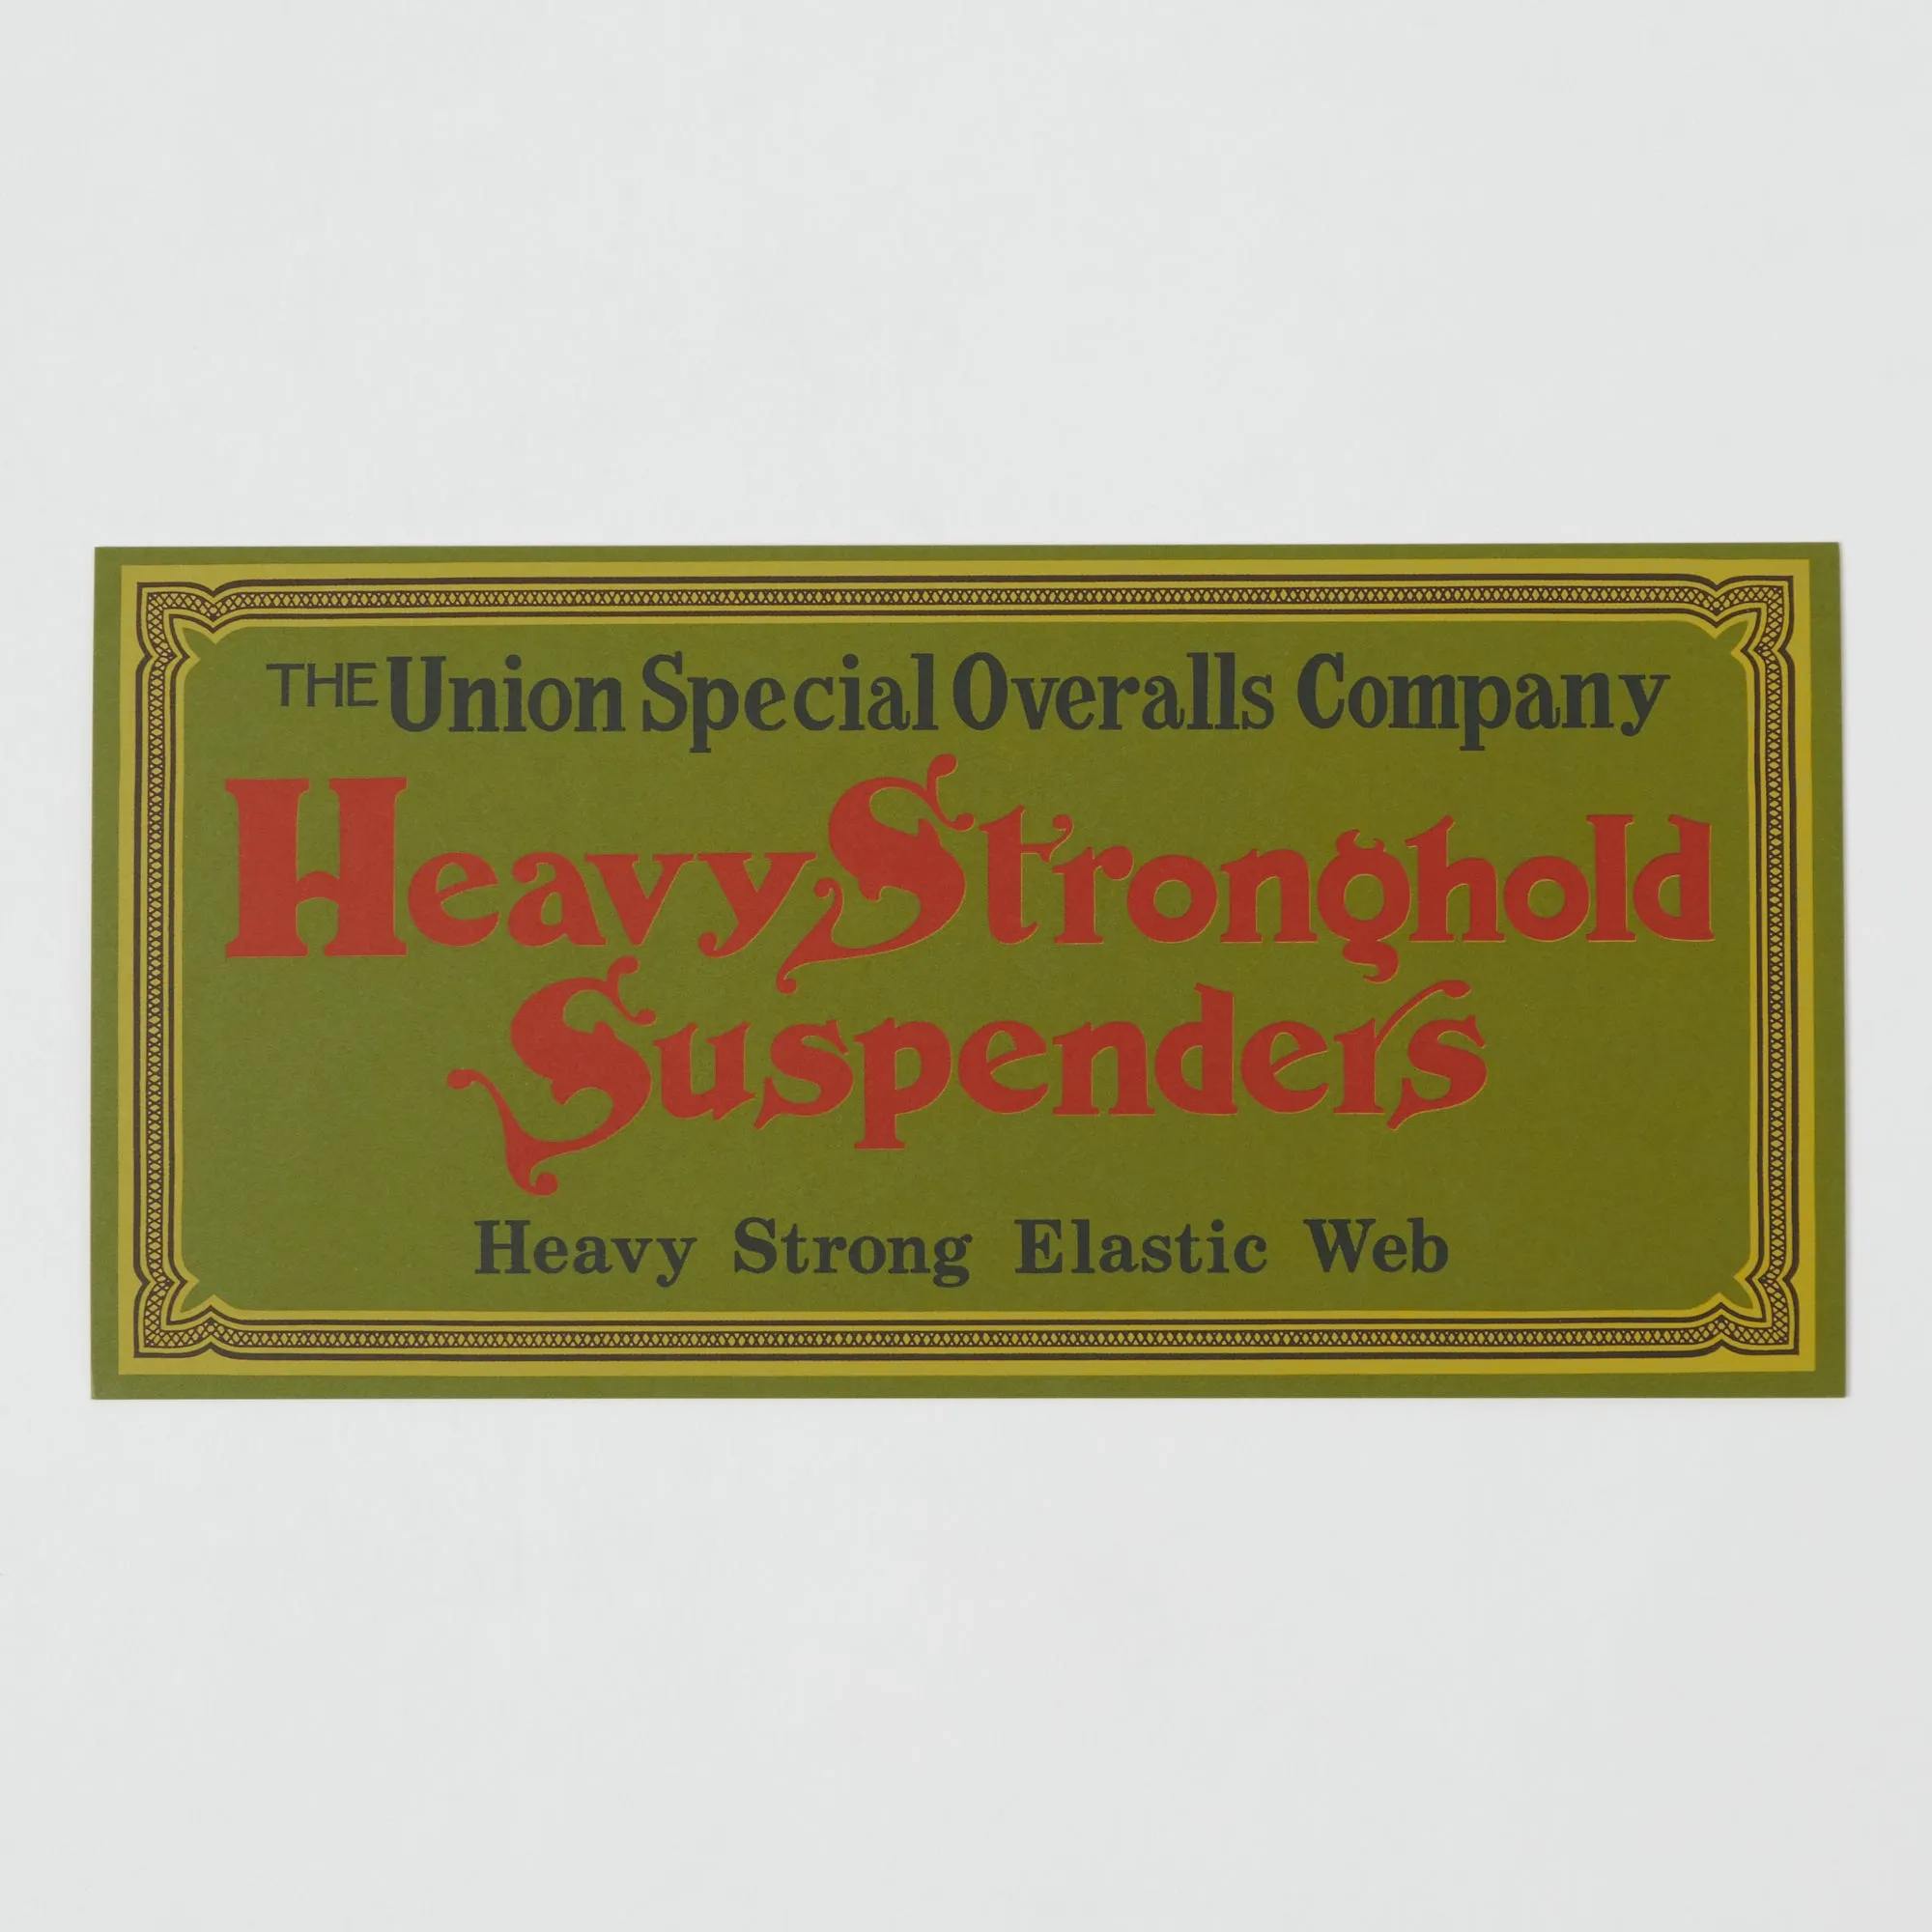 THE Union Special Overalls Company
Heavy Stronghold
Suspenders
Heavy Strong Elastic Web